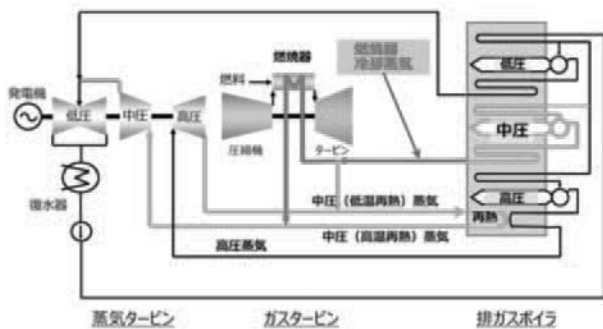 燃焼器
燃焼器
冷却蒸気
低圧
燃料
発電機
低圧
中圧
高圧
中圧
圧縮機
タービン
復水器
中圧（低温再熱）蒸気
高圧
再熱
中圧（高温再熱）蒸気
高圧蒸気
蒸気タービン
ガスタービン
排ガスボイラ